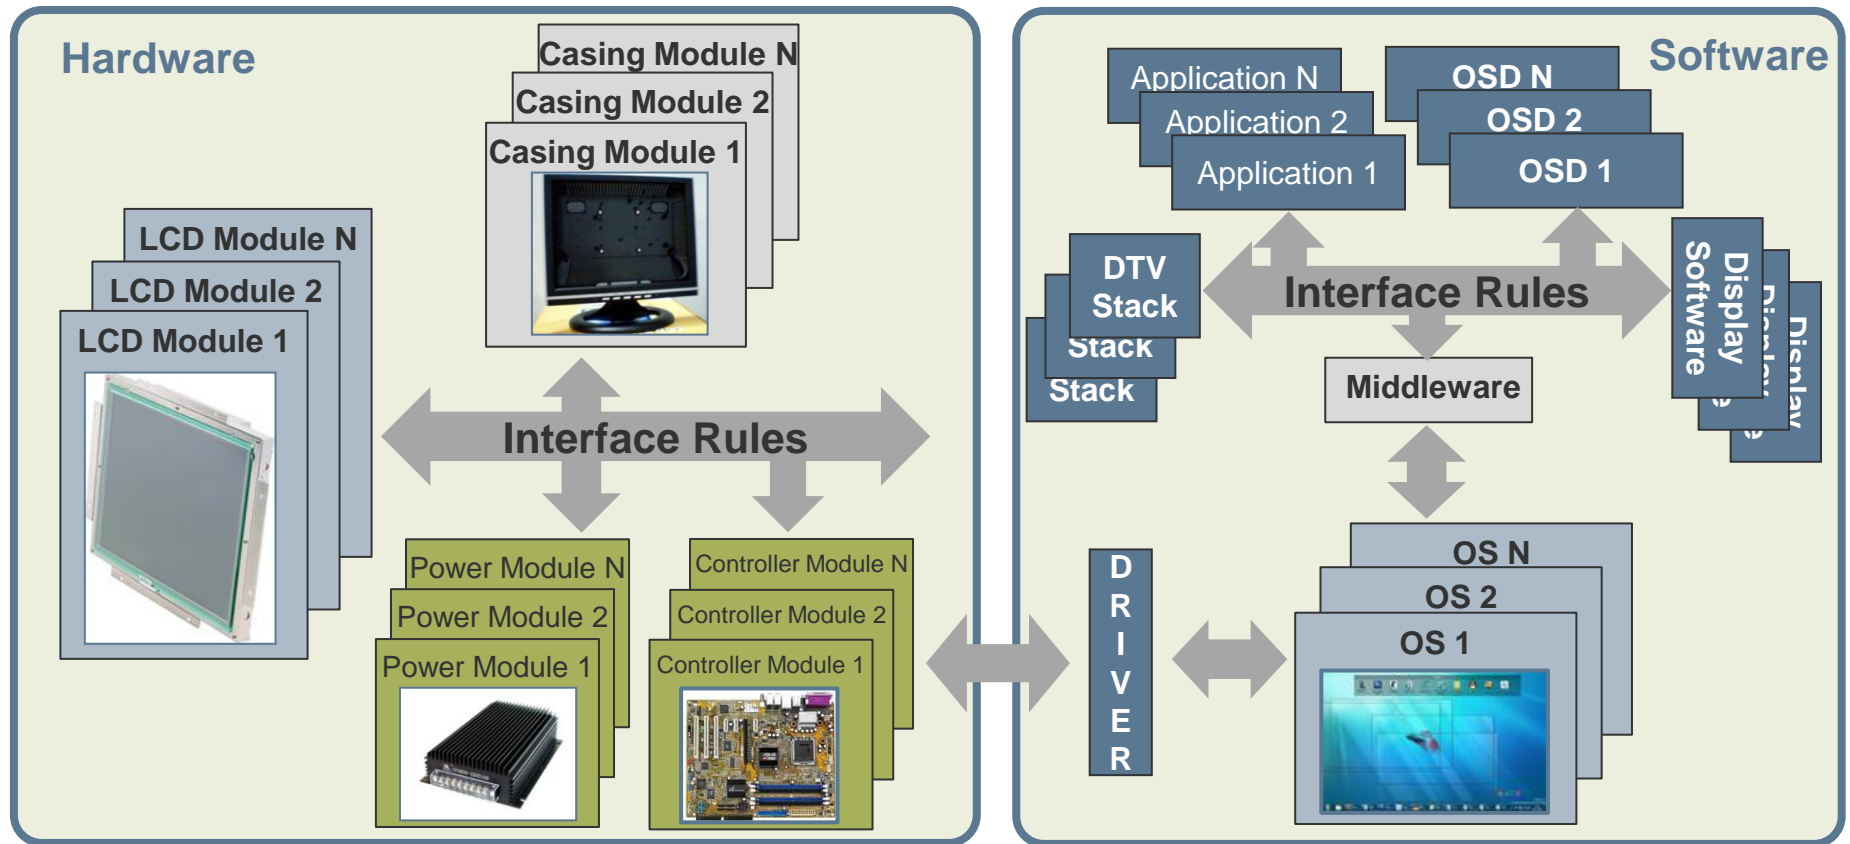 Hardware
Casing Module N
Casing Module 2
Casing Module 1
LCD Module N
LCD Module 2
LCD Module 1
Interface Rules
Power Module N
Power Module 2
Power Module 1
Controller Module N
Controller Module 2
Controller Module 1
Software
Application N
Application 2
Application 1
OSD N
OSD 2
OSD 1
DTV
Stack
Stack
Stack
Interface Rules
Display
Software
Display
Display
Middleware
DRIVER
OS N
OS 2
OS 1